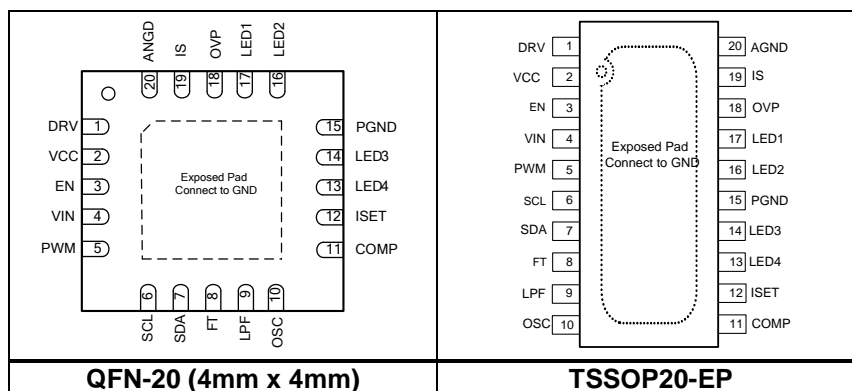 ANGD
IS
OVP
LED1
LED2
20
19
18
17
16
DRV 1
VCC 2
EN 3
VIN 4
PWM 5
Exposed Pad
Connect to GND
15 PGND
14 LED3
13 LED4
12 ISET
11 COMP
6
7
8
9
10
SCL
SDA
FT
LPF
OSC
QFN-20 (4mm x 4mm)
DRV 1
VCC 2
EN 3
VIN 4
PWM 5
SCL 6
SDA 7
FT 8
LPF 9
OSC 10
Exposed Pad
Connect to GND
20 AGND
19 IS
18 OVP
17 LED1
16 LED2
15 PGND
14 LED3
13 LED4
12 ISET
11 COMP
TSSOP20-EP